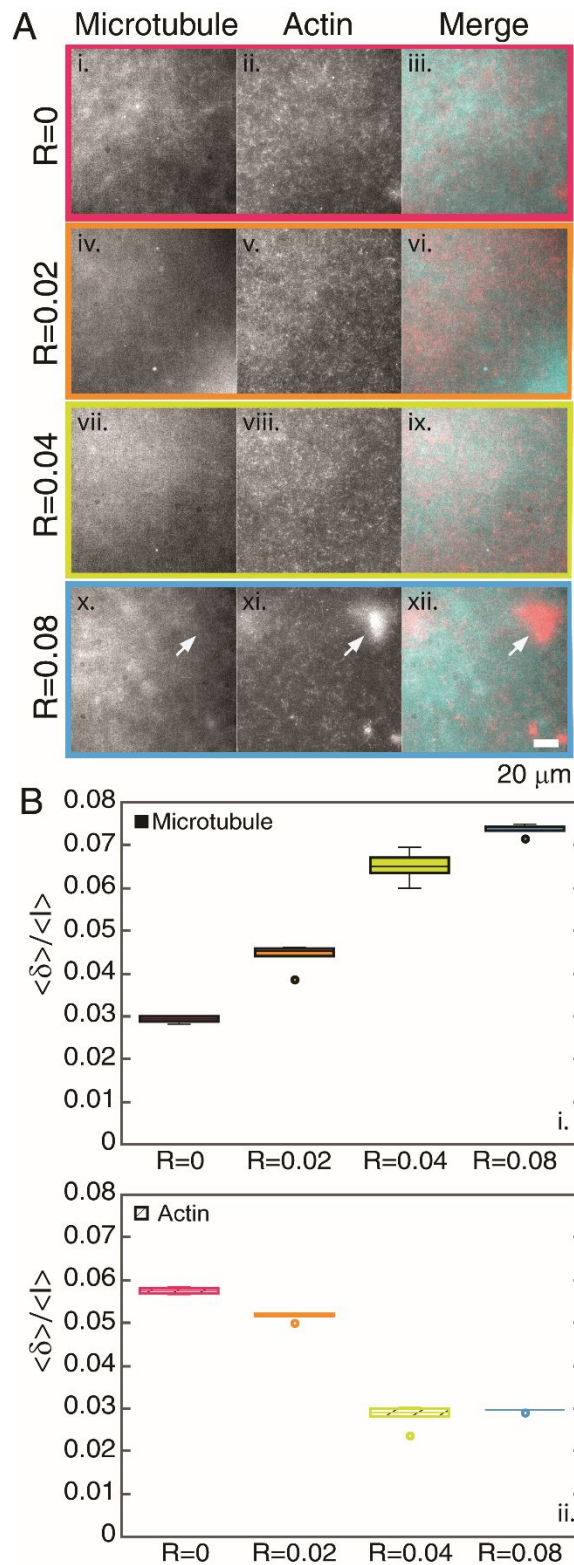 A
Microtubule Actin Merge
R=0
i. ii. iii.
R=0.02
iv. v. vi.
R=0.04
vii. viii. ix.
R=0.08
x. xi. xii.
20 μm
B
0.08
0.07
0.06
0.05
0.04
0.03
0.02
0.01
0
<δ>/<I>
Microtubule
i.
R=0 R=0.02 R=0.04 R=0.08
0.08
0.07
0.06
0.05
0.04
0.03
0.02
0.01
0
<δ>/<I>
Actin
ii.
R=0 R=0.02 R=0.04 R=0.08